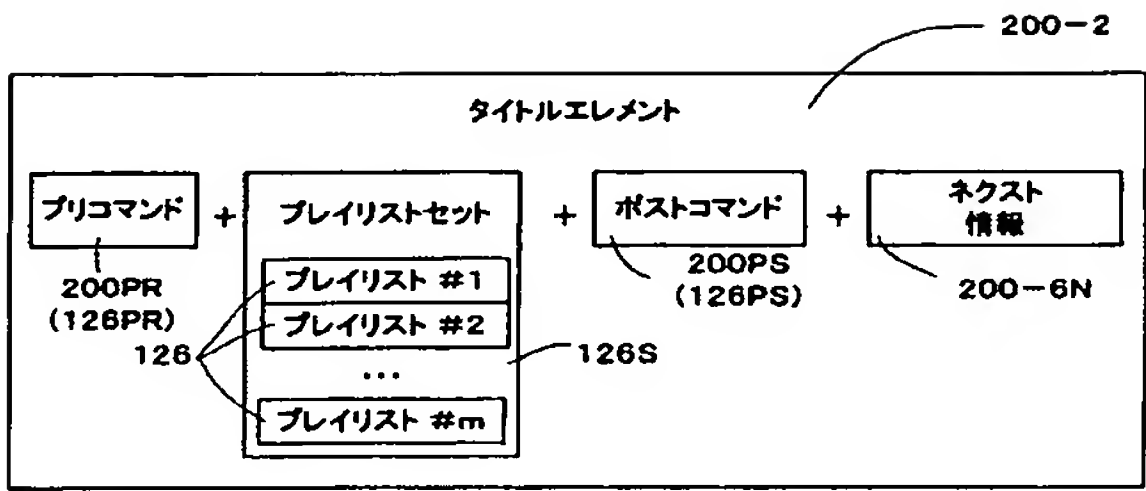 200-2
タイトルエレメント
プリコマンド + プレイリストセット + ポストコマンド + ネクスト
情報
200PR
(126PR)
200PS
(126PS)
200-6N
プレイリスト #1
プレイリスト #2
126
126S
...
プレイリスト #m